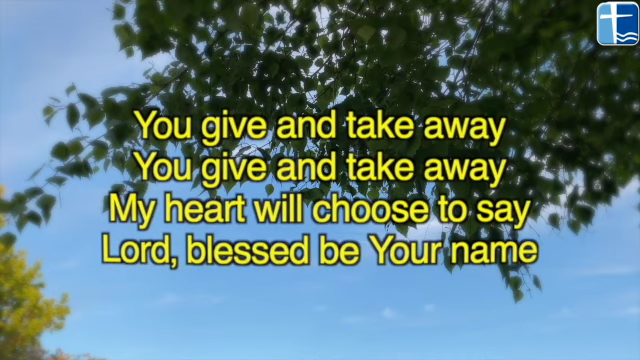 You give and take away
You give and take away
My heart will choose to say
Lord, blessed be Your name